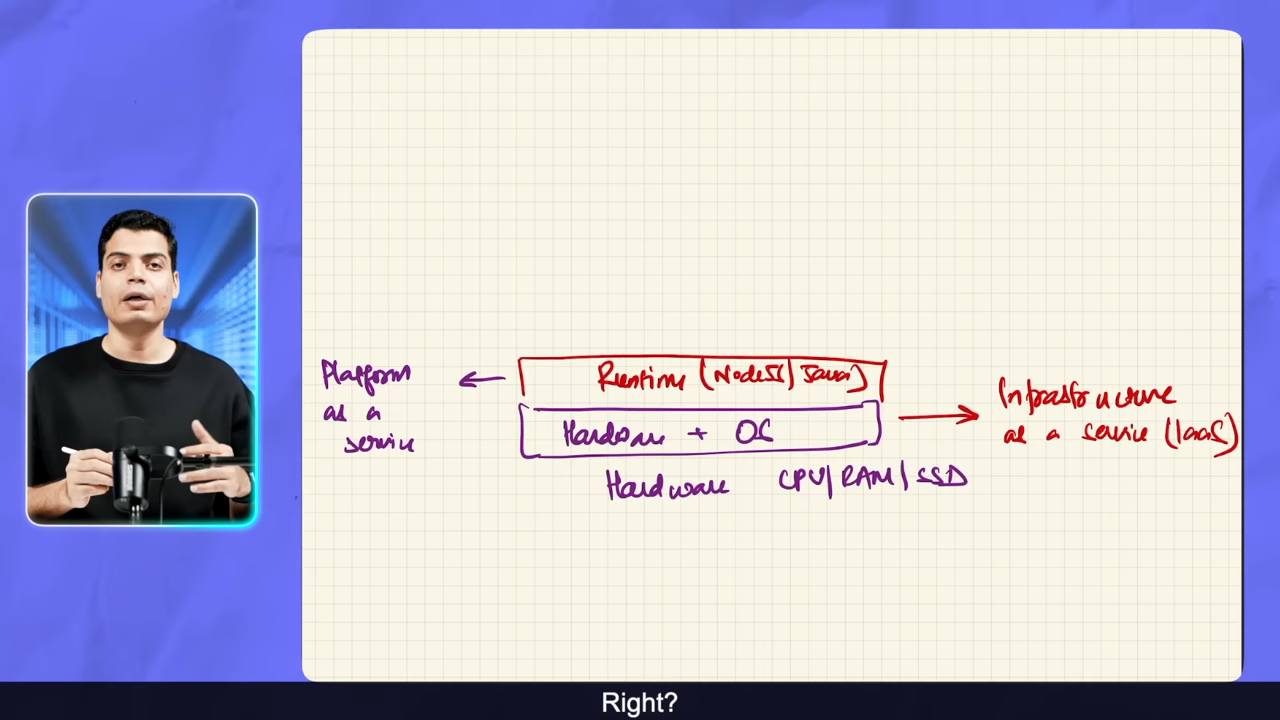 Platform
as a
service
Runtime (NodeJS | Java)
Hardware + OS
Hardware CPU/RAM/SSD
Infrastructure
as a service (IaaS)
Right?